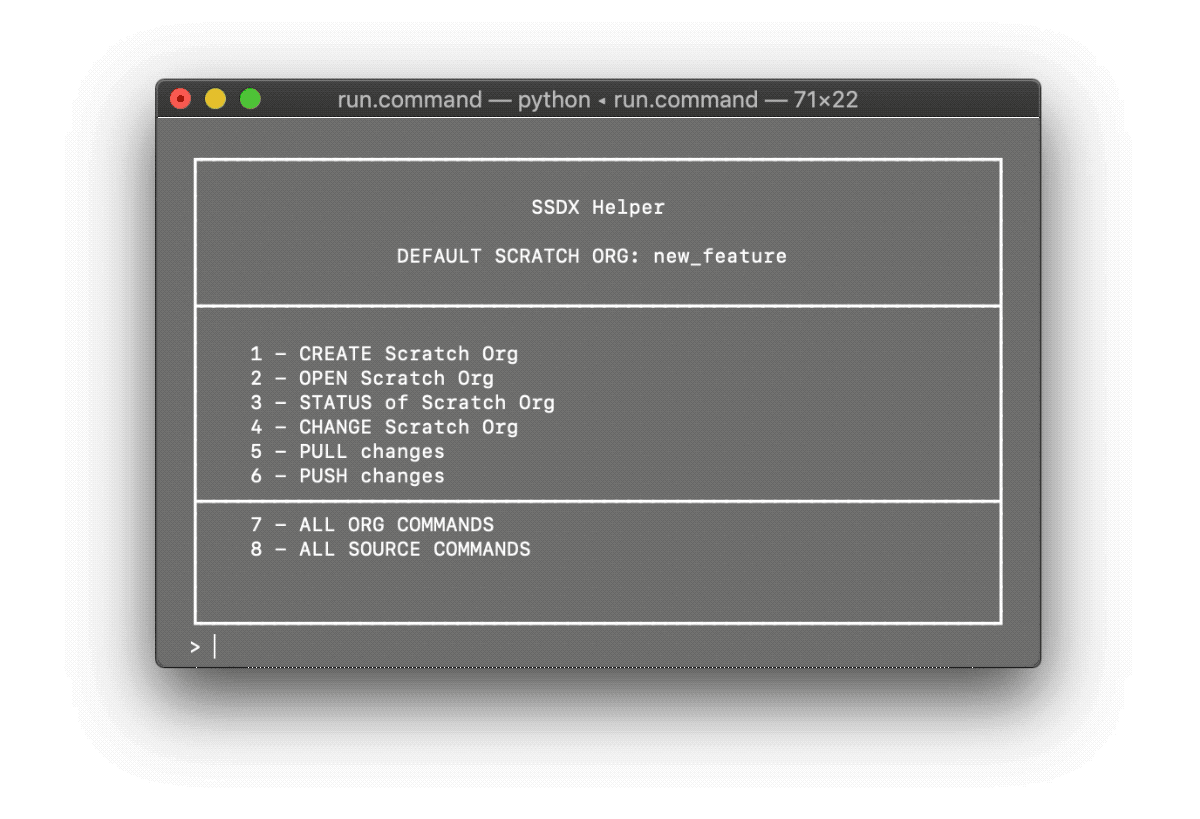 run.command — python ◂ run.command — 71×22
SSDX Helper
DEFAULT SCRATCH ORG: new_feature
1 – CREATE Scratch Org
2 – OPEN Scratch Org
3 – STATUS of Scratch Org
4 – CHANGE Scratch Org
5 – PULL changes
6 – PUSH changes
7 – ALL ORG COMMANDS
8 – ALL SOURCE COMMANDS
>